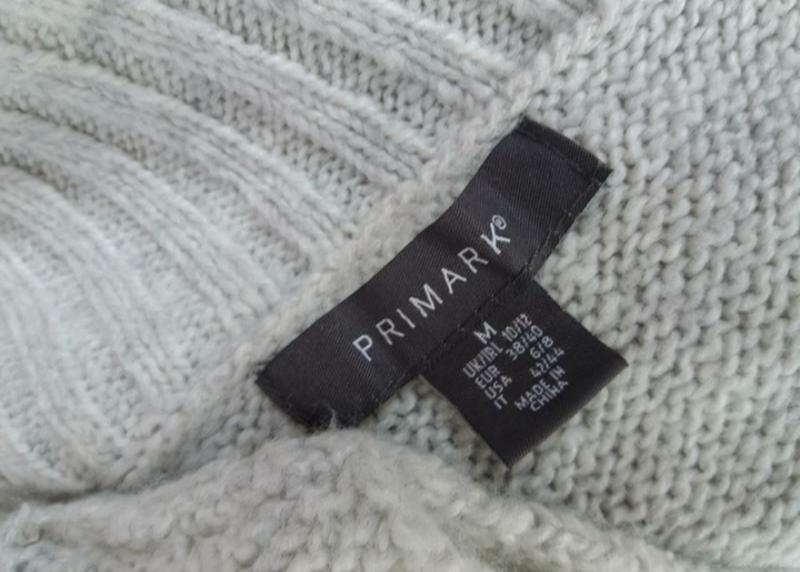 PRIMARK®
M
UK/IRL 10/12
EUR 38/40
USA 6/8
IT 42/44
MADE IN
CHINA